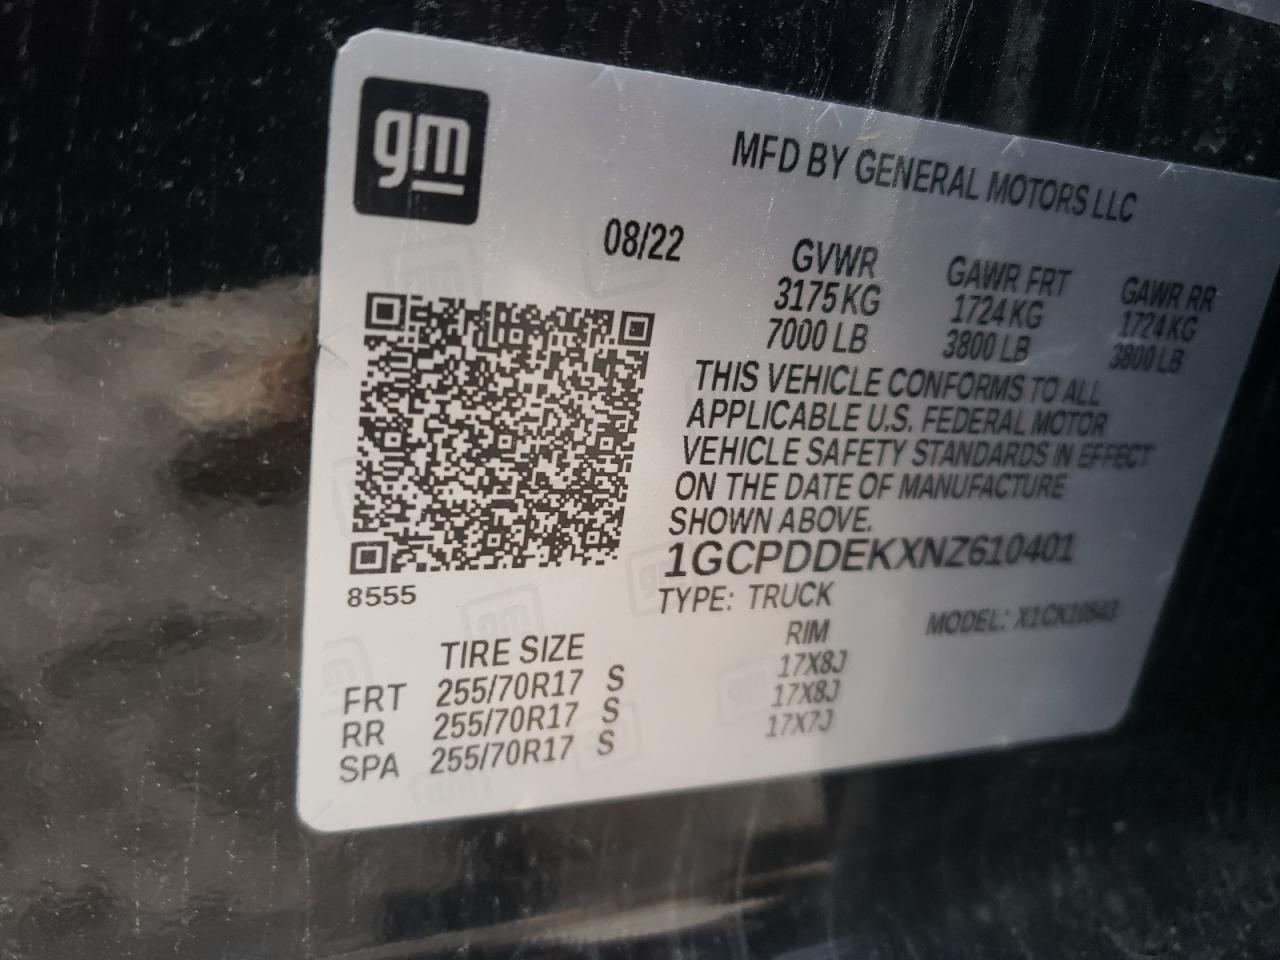 gm
MFD BY GENERAL MOTORS LLC
08/22
GVWR GAWR FRT GAWR RR
3175 KG 1724 KG 1724 KG
7000 LB 3800 LB 3800 LB
THIS VEHICLE CONFORMS TO ALL
APPLICABLE U.S. FEDERAL MOTOR
VEHICLE SAFETY STANDARDS IN EFFECT
ON THE DATE OF MANUFACTURE
SHOWN ABOVE.
1GCPDDEKXNZ610401
8555
TYPE: TRUCK MODEL:
TIRE SIZE RIM
FRT 255/70R17 S 17X8J
RR 255/70R17 S 17X8J
SPA 255/70R17 S 17X7J